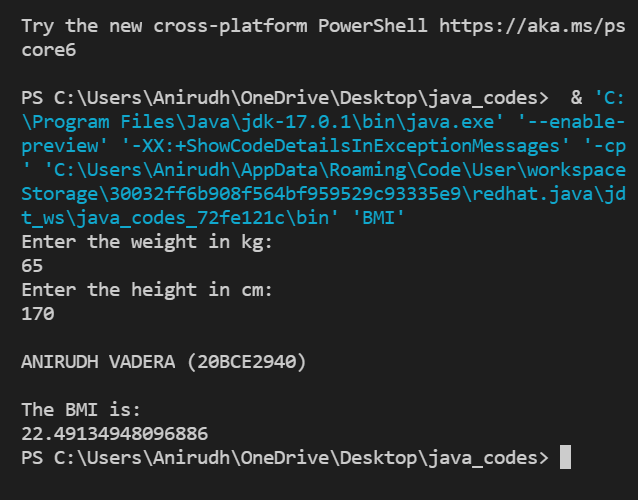 Try the new cross-platform PowerShell https://aka.ms/ps
core6
PS C:\Users\Anirudh\OneDrive\Desktop\java_codes>  & 'C:
\Program Files\Java\jdk-17.0.1\bin\java.exe' '--enable-
preview' '-XX:+ShowCodeDetailsInExceptionMessages' '-cp
' 'C:\Users\Anirudh\AppData\Roaming\Code\User\workspace
Storage\30032ff6b908f564bf959529c93335e9\redhat.java\jd
t_ws\java_codes_72fe121c\bin' 'BMI'
Enter the weight in kg:
65
Enter the height in cm:
170
ANIRUDH VADERA (20BCE2940)
The BMI is:
22.49134948096886
PS C:\Users\Anirudh\OneDrive\Desktop\java_codes>